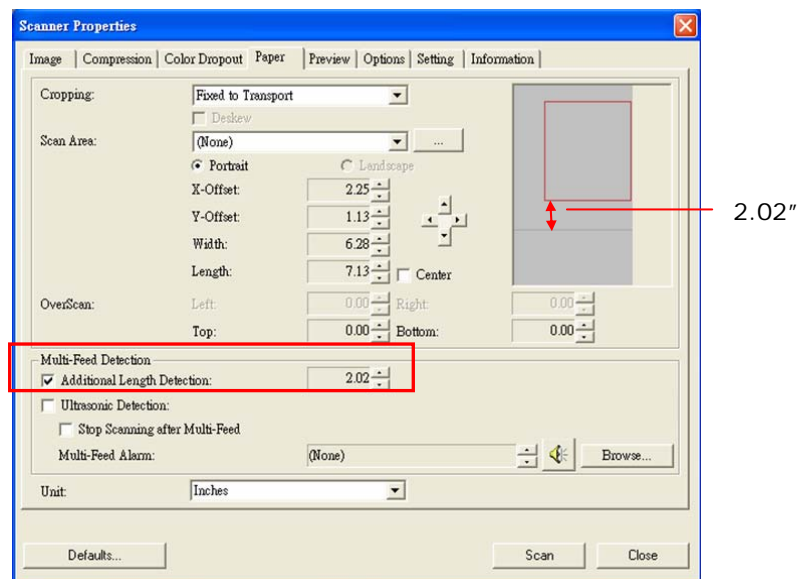 Scanner Properties
Image Compression Color Dropout Paper Preview Options Setting Information
Cropping: Fixed to Transport
Deskew
Scan Area: (None) ...
Portrait Landscape
X-Offset: 2.25
Y-Offset: 1.13
2.02"
Width: 6.28
Length: 7.13 Center
OverScan: Left: 0.00 Right: 0.00
Top: 0.00 Bottom: 0.00
Multi-Feed Detection
Additional Length Detection: 2.02
Ultrasonic Detection:
Stop Scanning after Multi-Feed
Multi-Feed Alarm: (None) Browse...
Unit: Inches
Defaults... Scan Close